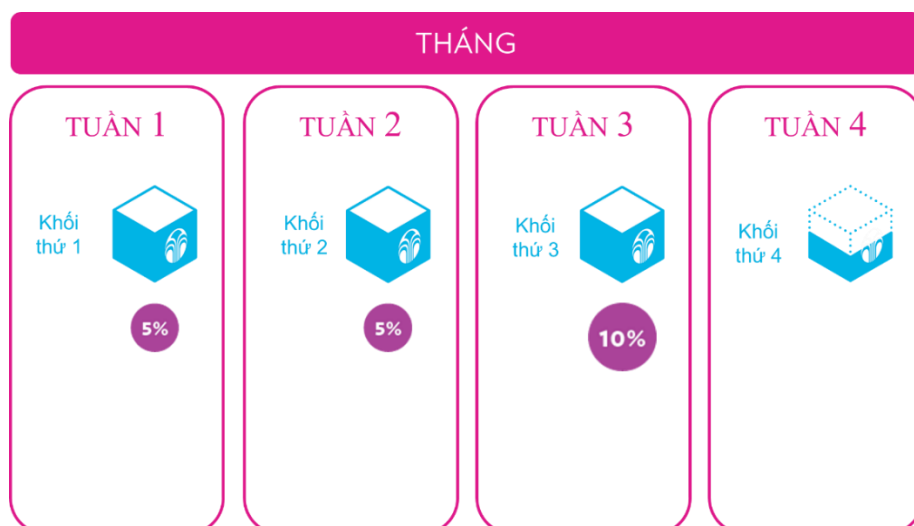 THÁNG
TUẦN 1
Khối
thứ 1
5%
TUẦN 2
Khối
thứ 2
5%
TUẦN 3
Khối
thứ 3
10%
TUẦN 4
Khối
thứ 4